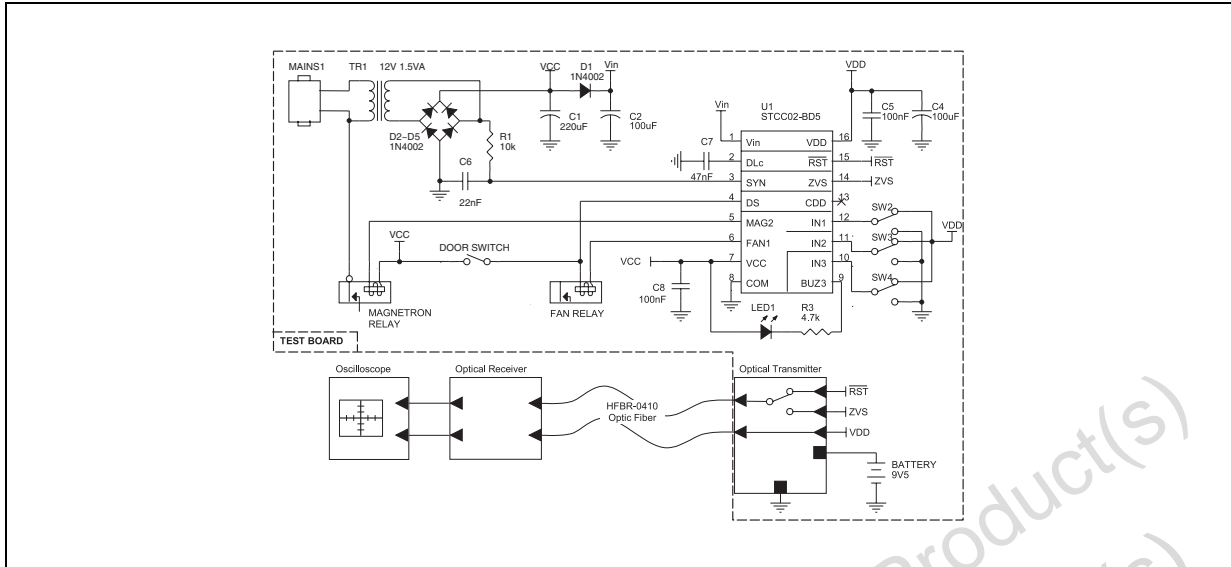 MAINS1
TR1 12V 1.5VA
D2–D5
1N4002
R1
10k
C6
22nF
VCC
D1
1N4002
Vin
C1
220uF
C2
100uF
Vin
U1
STCC02-BD5
VDD
C5
100nF
C4
100uF
C7
47nF
1 Vin VDD 16
2 DLc RST 15 RST
3 SYN ZVS 14 ZVS
4 DS CDD 13
5 MAG2 IN1 12
6 FAN1 IN2 11
7 VCC IN3 10
8 COM BUZ3 9
SW2
SW3
SW4
VDD
VCC
DOOR SWITCH
VCC
C8
100nF
MAGNETRON
RELAY
FAN RELAY
LED1
R3
4.7k
TEST BOARD
Oscilloscope
Optical Receiver
HFBR-0410
Optic Fiber
Optical Transmitter
RST
ZVS
VDD
BATTERY
9V5
Product(s)
(s)